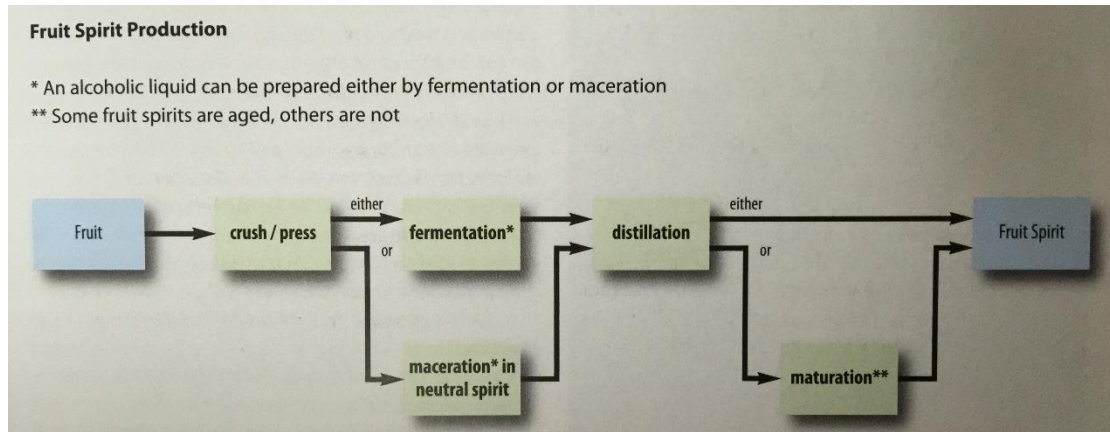 Fruit Spirit Production
* An alcoholic liquid can be prepared either by fermentation or maceration
** Some fruit spirits are aged, others are not
Fruit
crush / press
either
or
fermentation*
maceration* in
neutral spirit
distillation
either
or
maturation**
Fruit Spirit